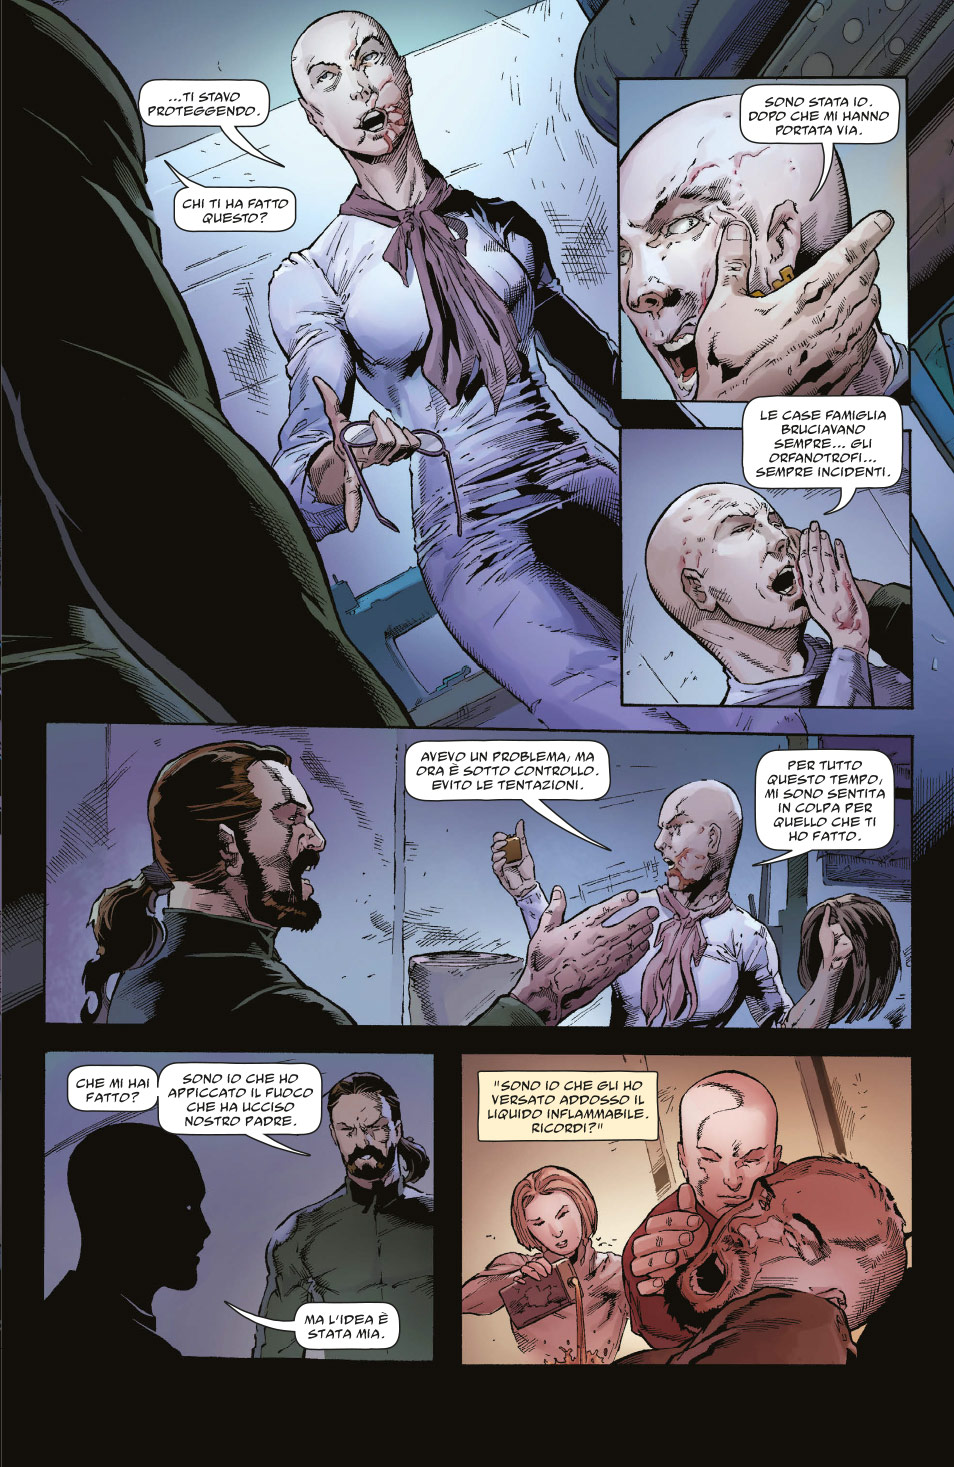 ...TI STAVO
PROTEGGENDO.
CHI TI HA FATTO
QUESTO?
SONO STATA IO.
DOPO CHE MI HANNO
PORTATA VIA.
LE CASE FAMIGLIA
BRUCIAVANO
SEMPRE... GLI
ORFANOTROFI...
SEMPRE INCIDENTI.
AVEVO UN PROBLEMA, MA
ORA È SOTTO CONTROLLO.
EVITO LE TENTAZIONI.
PER TUTTO
QUESTO TEMPO,
MI SONO SENTITA
IN COLPA PER
QUELLO CHE TI
HO FATTO.
CHE MI HAI
FATTO?
SONO IO CHE HO
APPICCATO IL FUOCO
CHE HA UCCISO
NOSTRO PADRE.
MA L'IDEA È
STATA MIA.
"SONO IO CHE GLI HO
VERSATO ADDOSSO IL
LIQUIDO INFLAMMABILE.
RICORDI?"